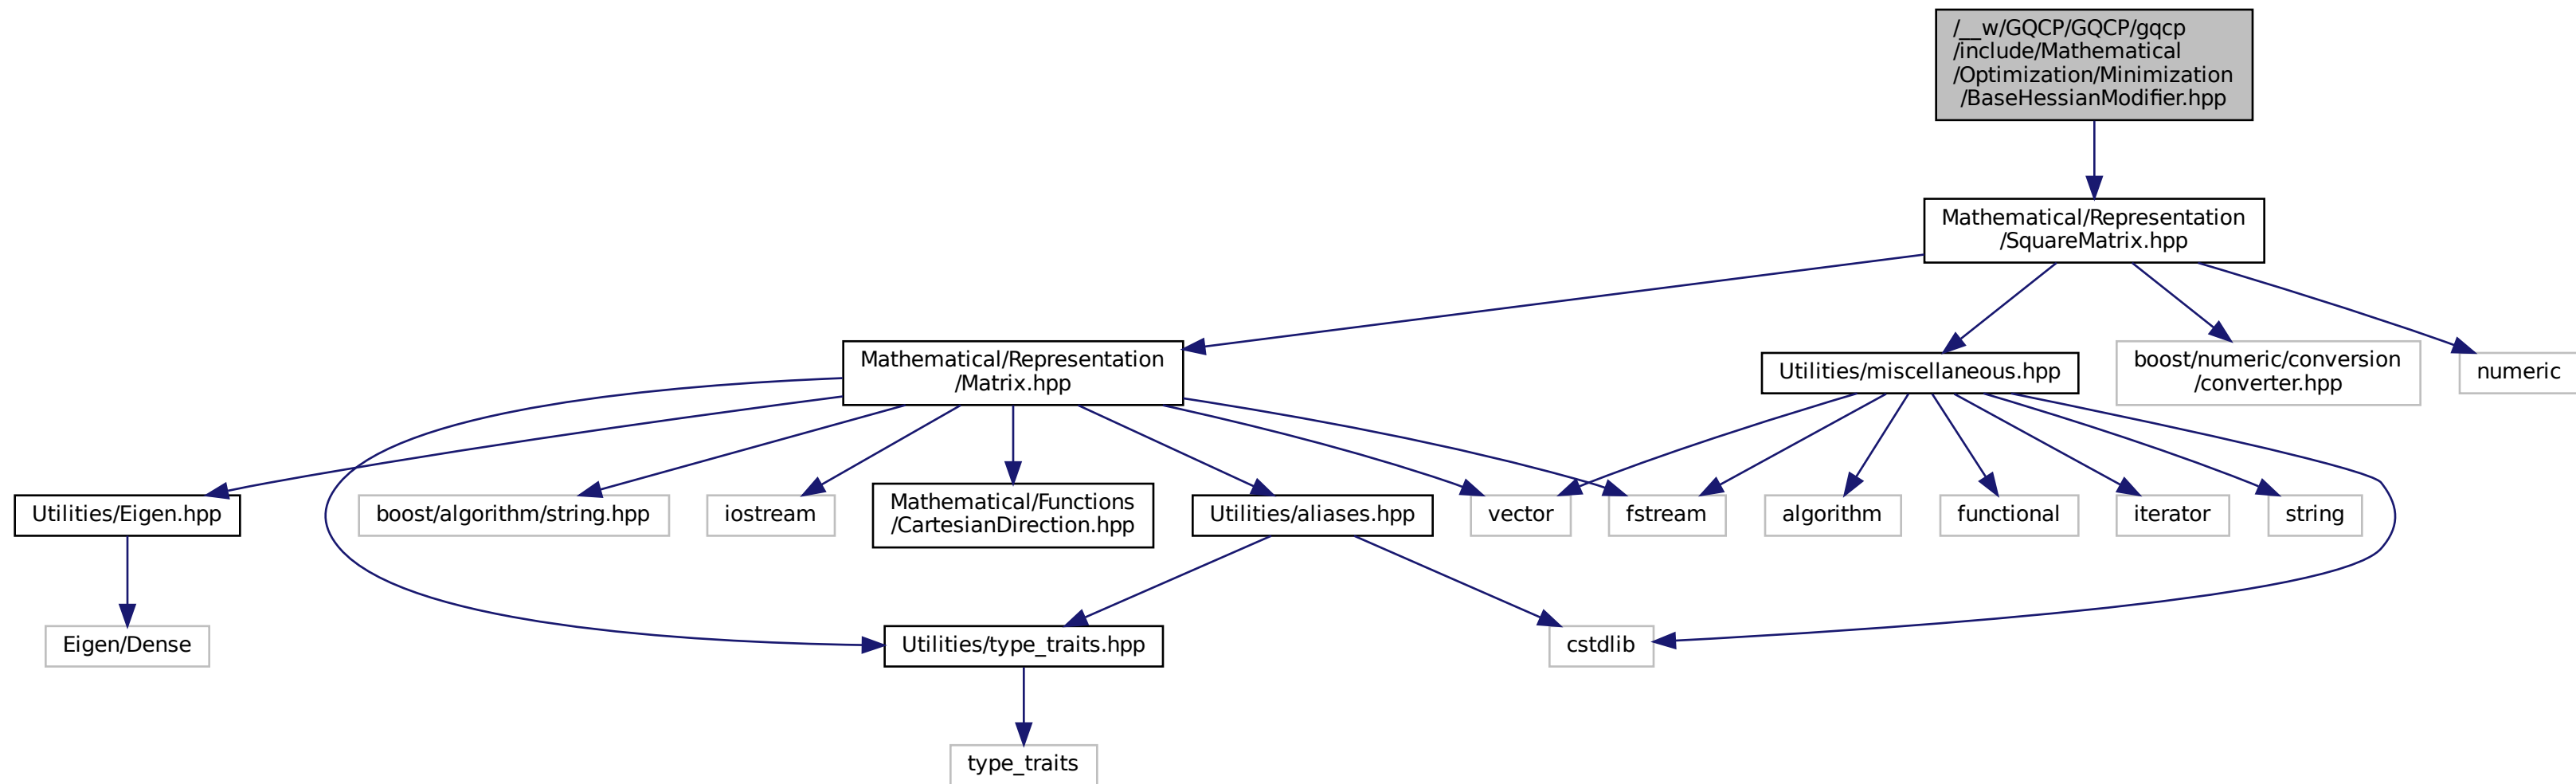 /__w/GQCP/GQCP/gqcp
/include/Mathematical
/Optimization/Minimization
/BaseHessianModifier.hpp
Mathematical/Representation
/SquareMatrix.hpp
Mathematical/Representation
/Matrix.hpp
Utilities/miscellaneous.hpp
boost/numeric/conversion
/converter.hpp
numeric
Utilities/Eigen.hpp
boost/algorithm/string.hpp
iostream
Mathematical/Functions
/CartesianDirection.hpp
Utilities/aliases.hpp
vector
fstream
algorithm
functional
iterator
string
Eigen/Dense
Utilities/type_traits.hpp
cstdlib
type_traits